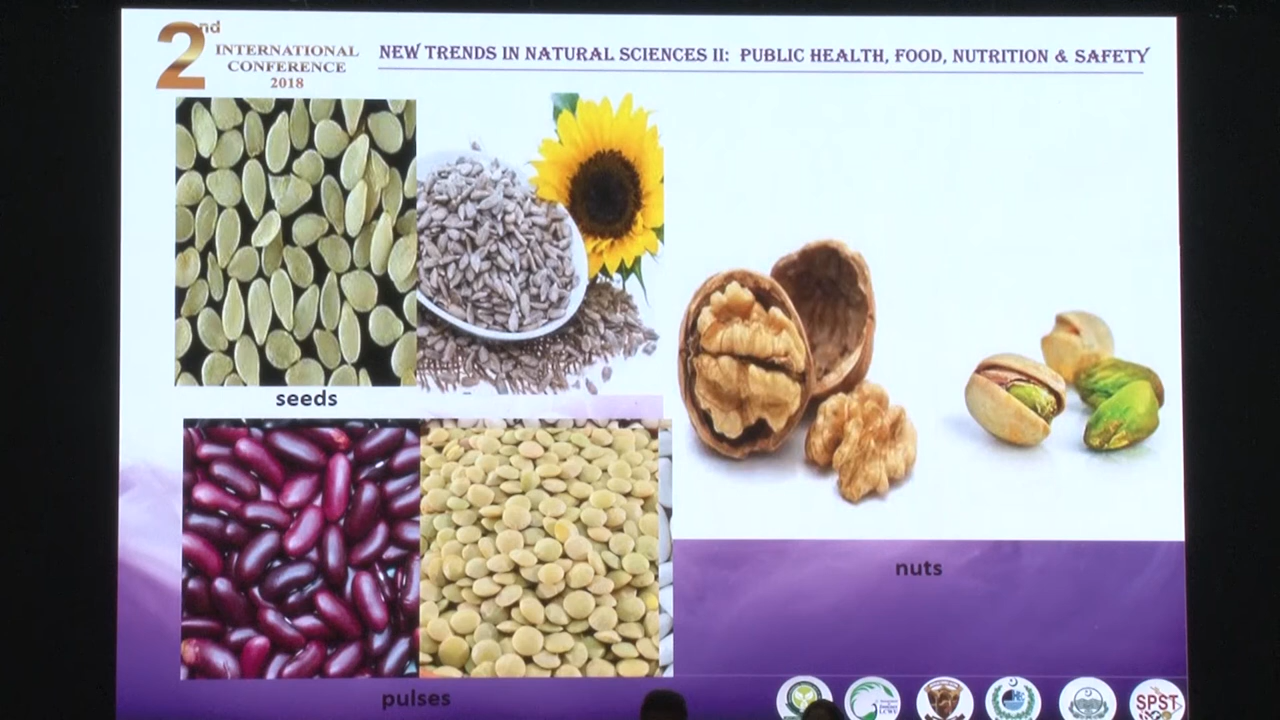 2nd
INTERNATIONAL
CONFERENCE
2018
NEW TRENDS IN NATURAL SCIENCES II: PUBLIC HEALTH, FOOD, NUTRITION & SAFETY
seeds
nuts
pulses
SPST